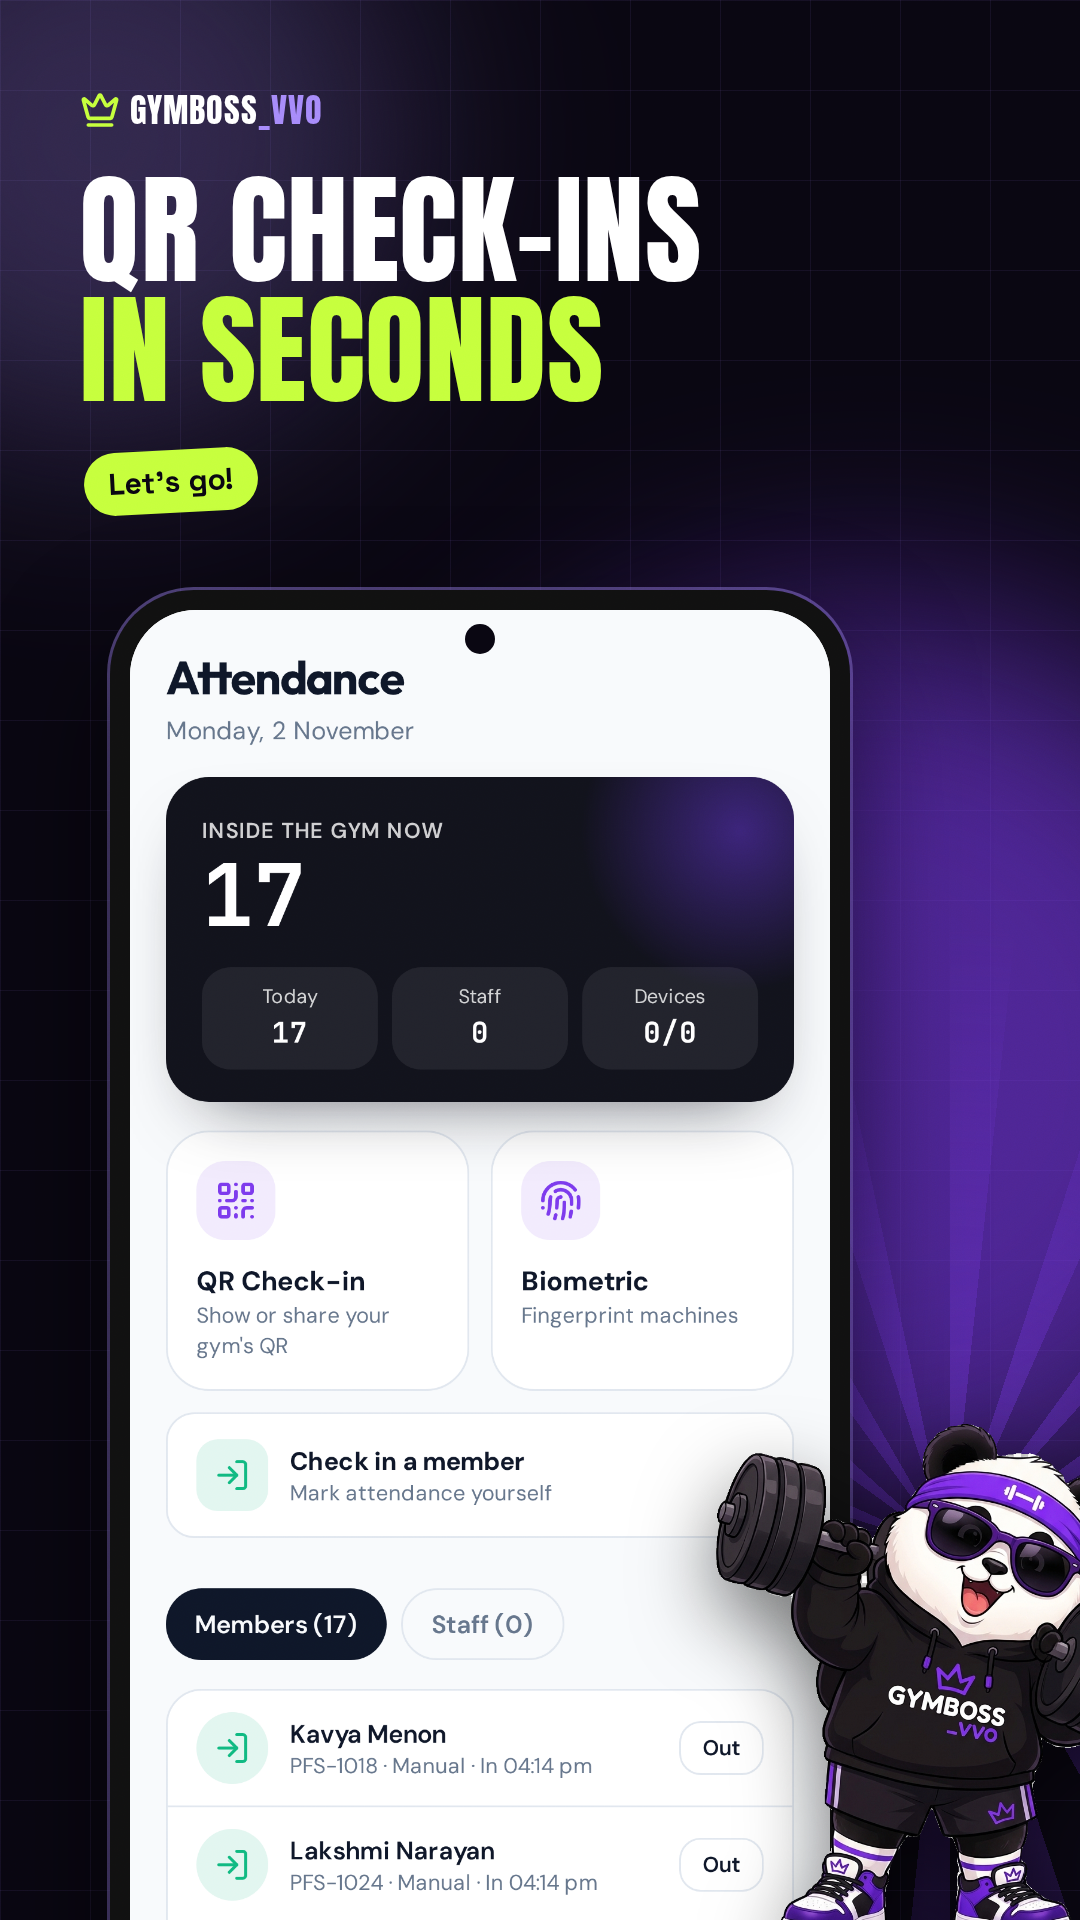 GYMBOSS_VVO
QR CHECK-INS
IN SECONDS
Let's go!
Attendance
Monday, 2 November
INSIDE THE GYM NOW
17
Today
17
Staff
0
Devices
0/0
QR Check-in
Show or share your
gym's QR
Biometric
Fingerprint machines
Check in a member
Mark attendance yourself
Members (17)
Staff (0)
Kavya Menon
PFS-1018 · Manual · In 04:14 pm
Out
Lakshmi Narayan
PFS-1024 · Manual · In 04:14 pm
Out
GYMBOSS
_VVO